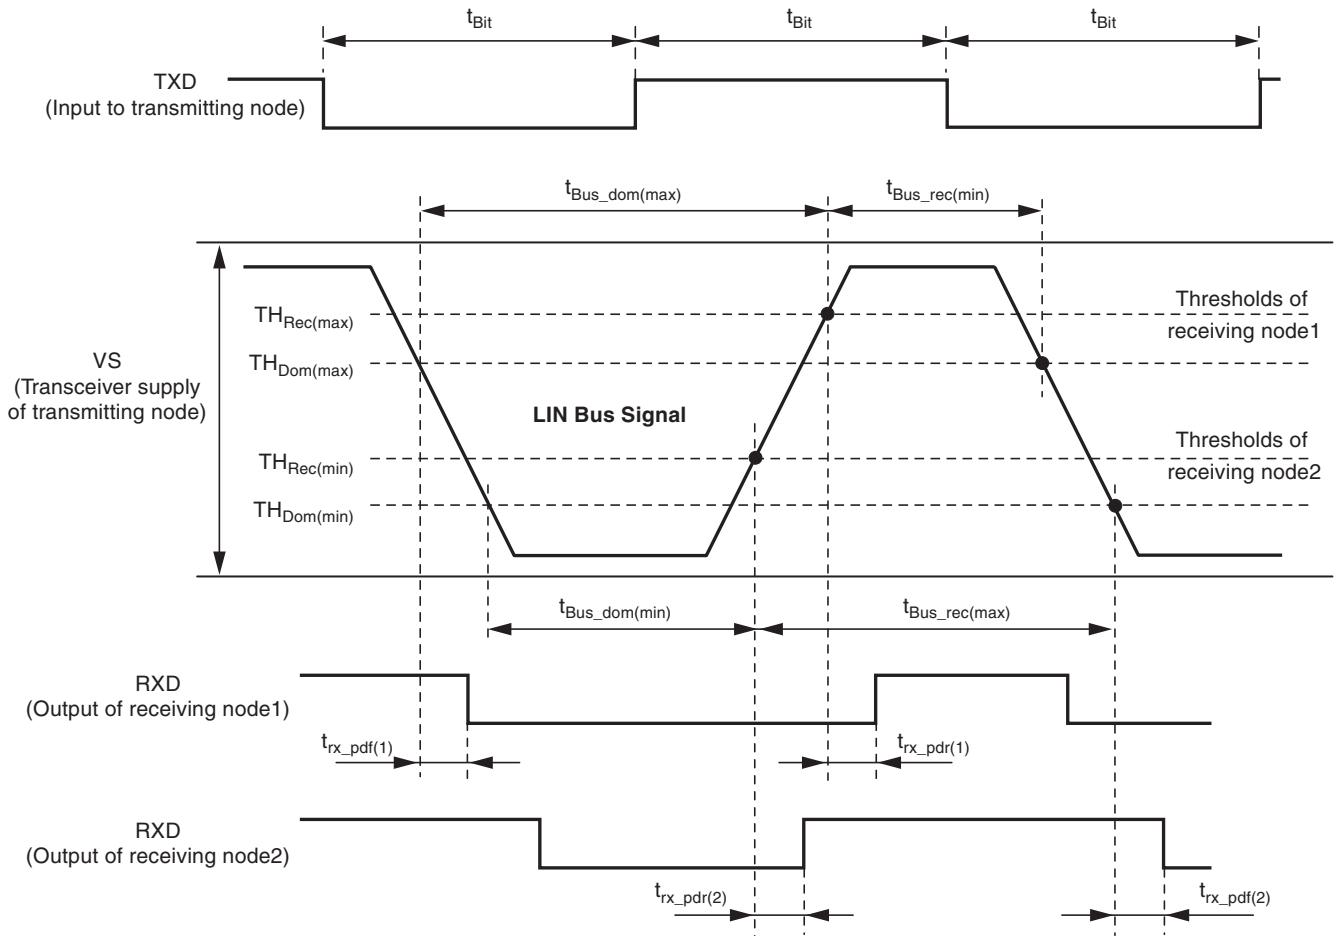 tBit
tBit
tBit
TXD
(Input to transmitting node)
tBus_dom(max)
tBus_rec(min)
THRec(max)
Thresholds of
receiving node1
VS
(Transceiver supply
of transmitting node)
THDom(max)
LIN Bus Signal
THRec(min)
Thresholds of
receiving node2
THDom(min)
tBus_dom(min)
tBus_rec(max)
RXD
(Output of receiving node1)
trx_pdf(1)
trx_pdr(1)
RXD
(Output of receiving node2)
trx_pdr(2)
trx_pdf(2)